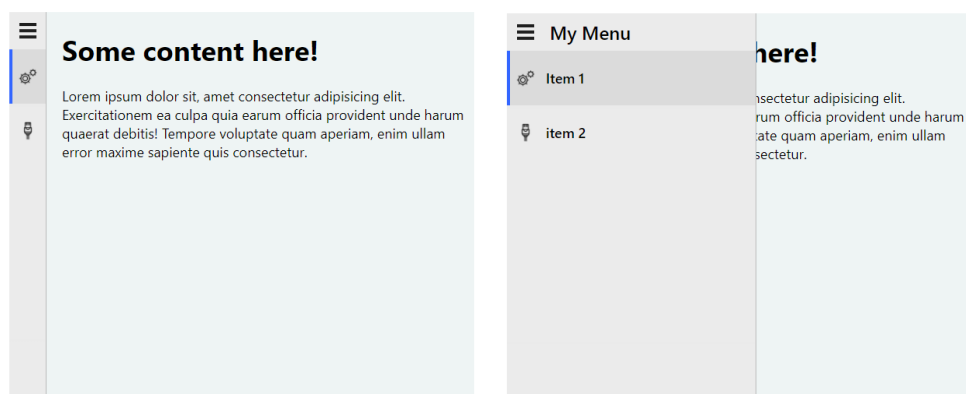 Some content here!
Lorem ipsum dolor sit, amet consectetur adipisicing elit.
Exercitationem ea culpa quia earum officia provident unde harum
quaerat debitis! Tempore voluptate quam aperiam, enim ullam
error maxime sapiente quis consectetur.
My Menu
Item 1
item 2
here!
nsectetur adipisicing elit.
rum officia provident unde harum
tate quam aperiam, enim ullam
sectetur.